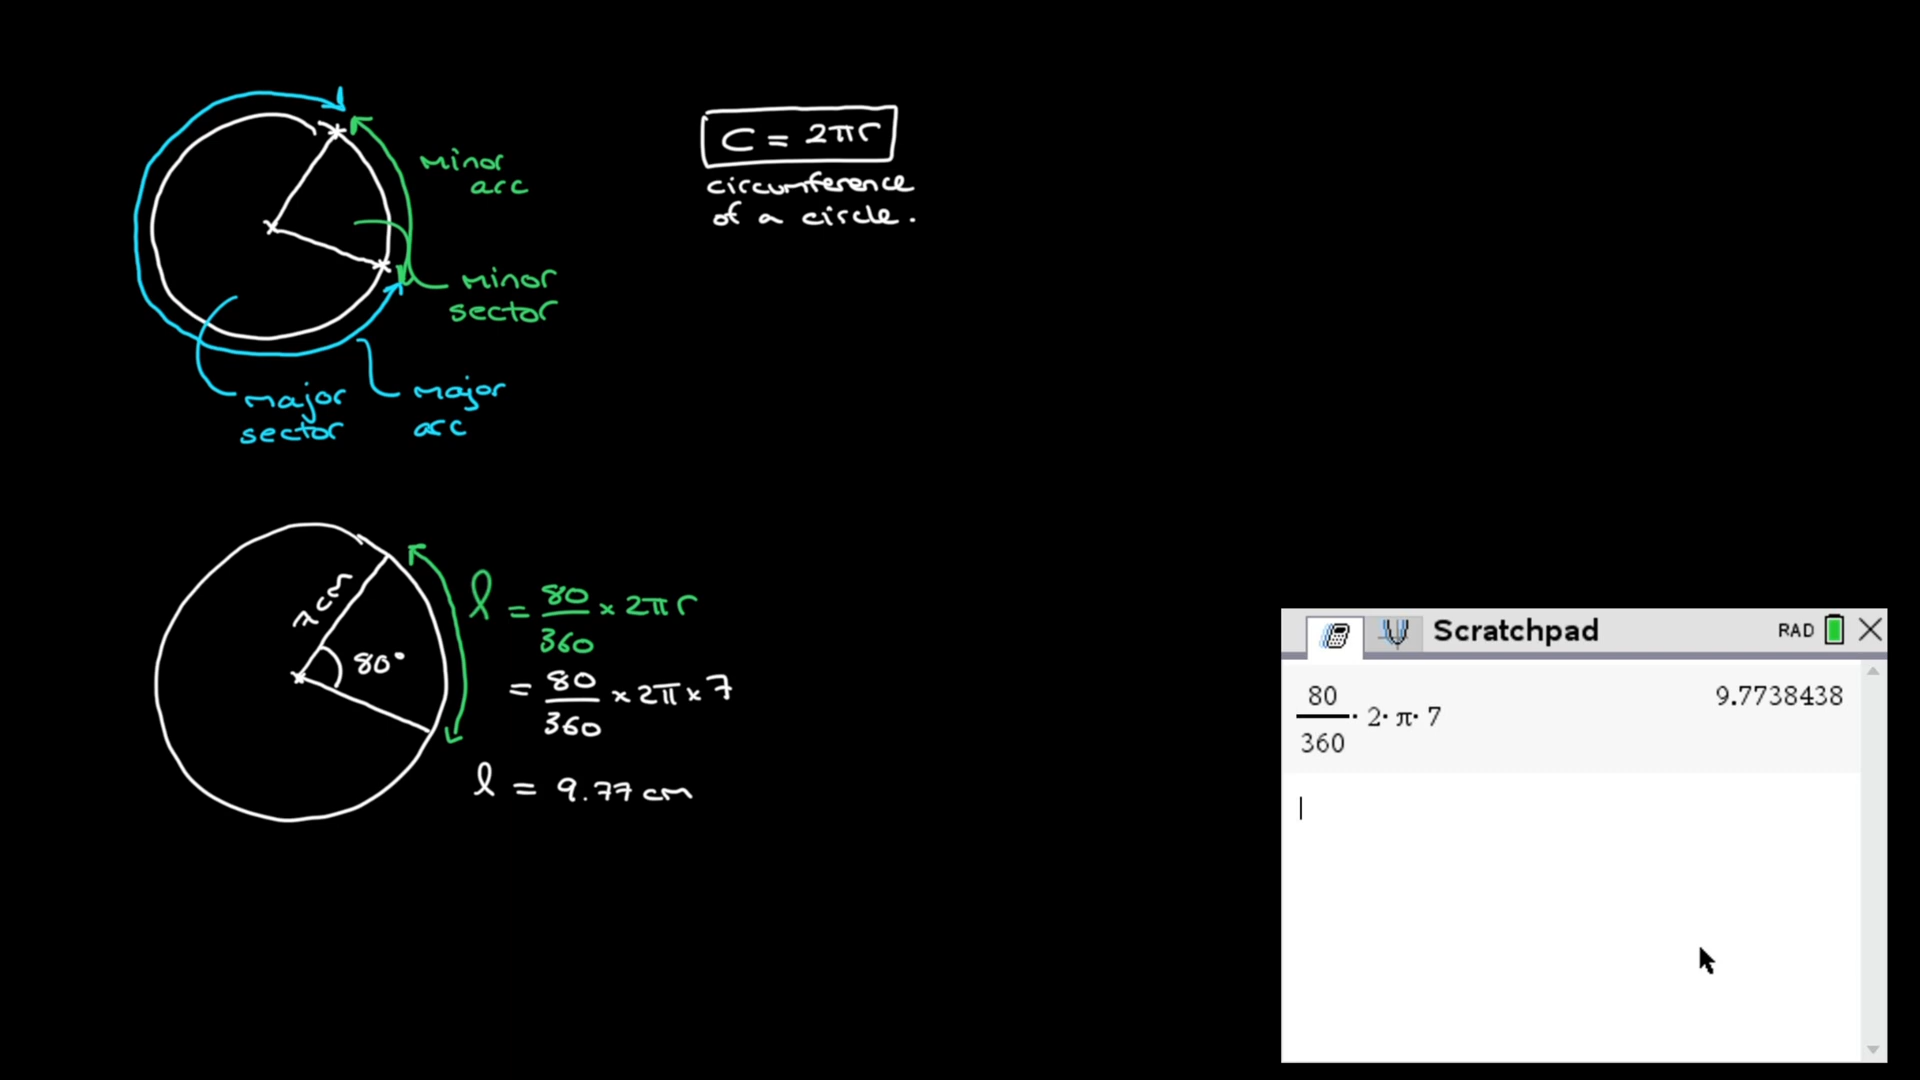 Minor
arc
C = 2πr
circumference
of a circle.
Minor
sector
major
sector
major
arc
7cm
80°
l = 80/360 × 2πr
= 80/360 × 2π × 7
l = 9.77 cm
Scratchpad
RAD
80/360 · 2 · π · 7
9.7738438